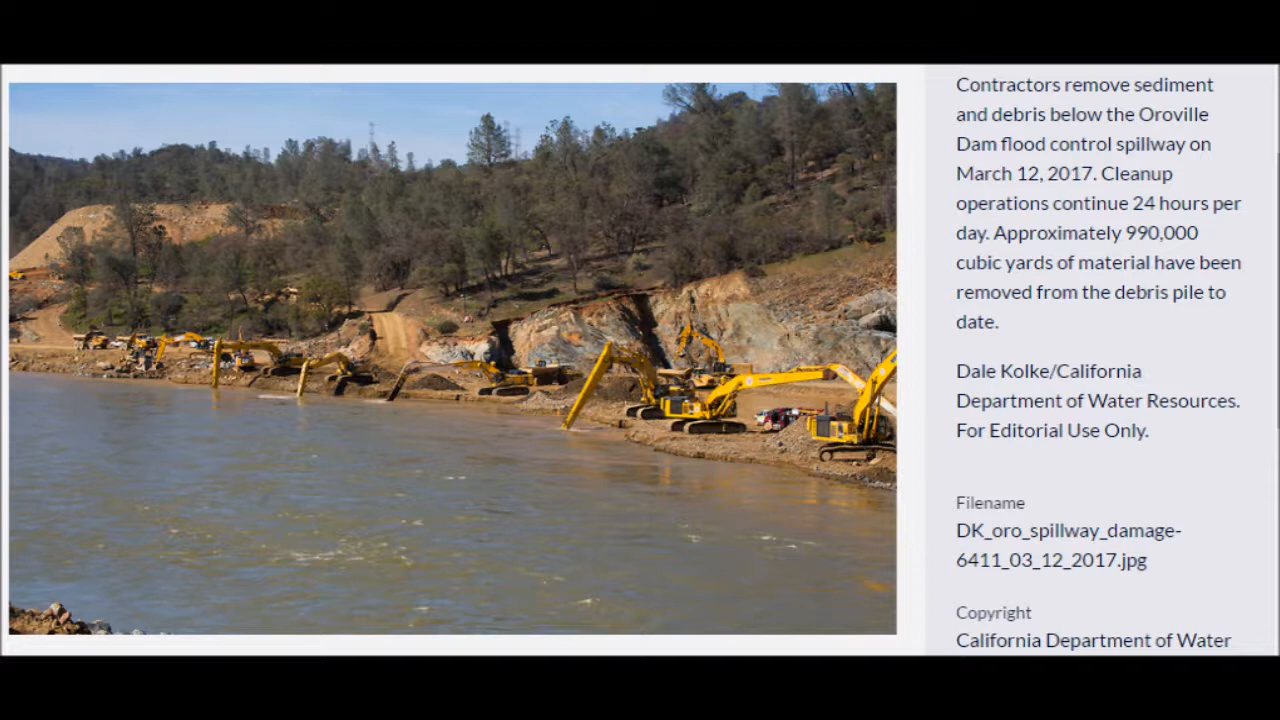 Contractors remove sediment
and debris below the Oroville
Dam flood control spillway on
March 12, 2017. Cleanup
operations continue 24 hours per
day. Approximately 990,000
cubic yards of material have been
removed from the debris pile to
date.
Dale Kolke/California
Department of Water Resources.
For Editorial Use Only.
Filename
DK_oro_spillway_damage-
6411_03_12_2017.jpg
Copyright
California Department of Water